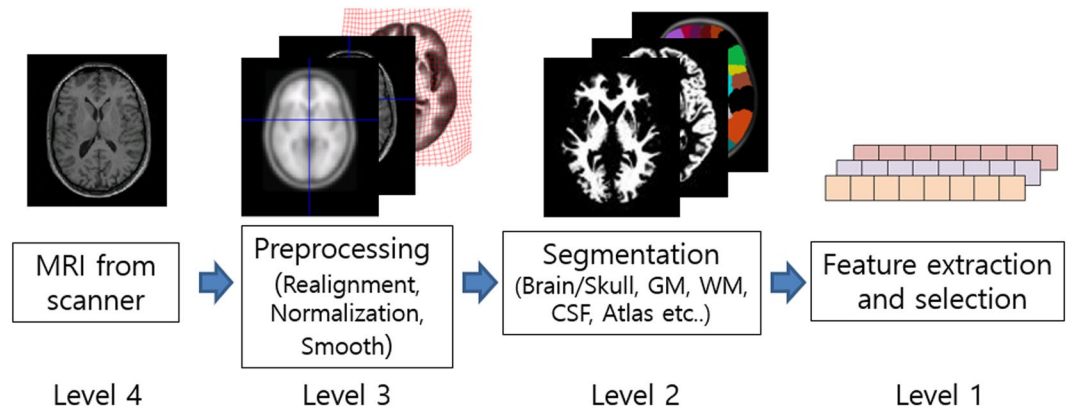 MRI from
scanner
Preprocessing
(Realignment,
Normalization,
Smooth)
Segmentation
(Brain/Skull, GM, WM,
CSF, Atlas etc..)
Feature extraction
and selection
Level 4
Level 3
Level 2
Level 1